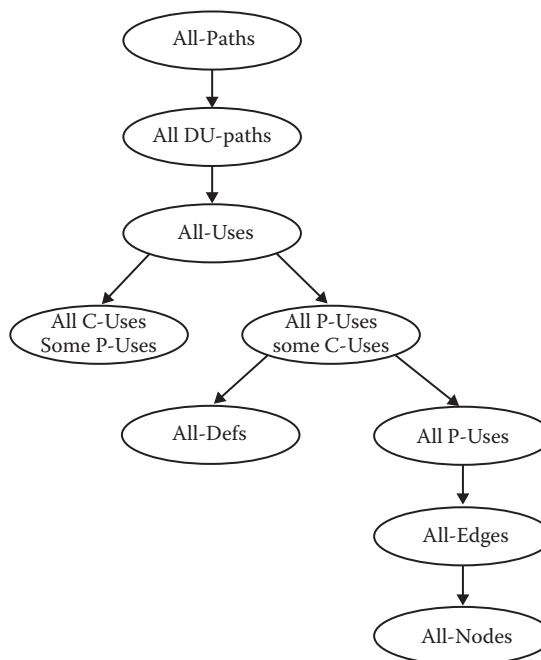 All-Paths
All DU-paths
All-Uses
All C-Uses
Some P-Uses
All P-Uses
some C-Uses
All-Defs
All P-Uses
All-Edges
All-Nodes